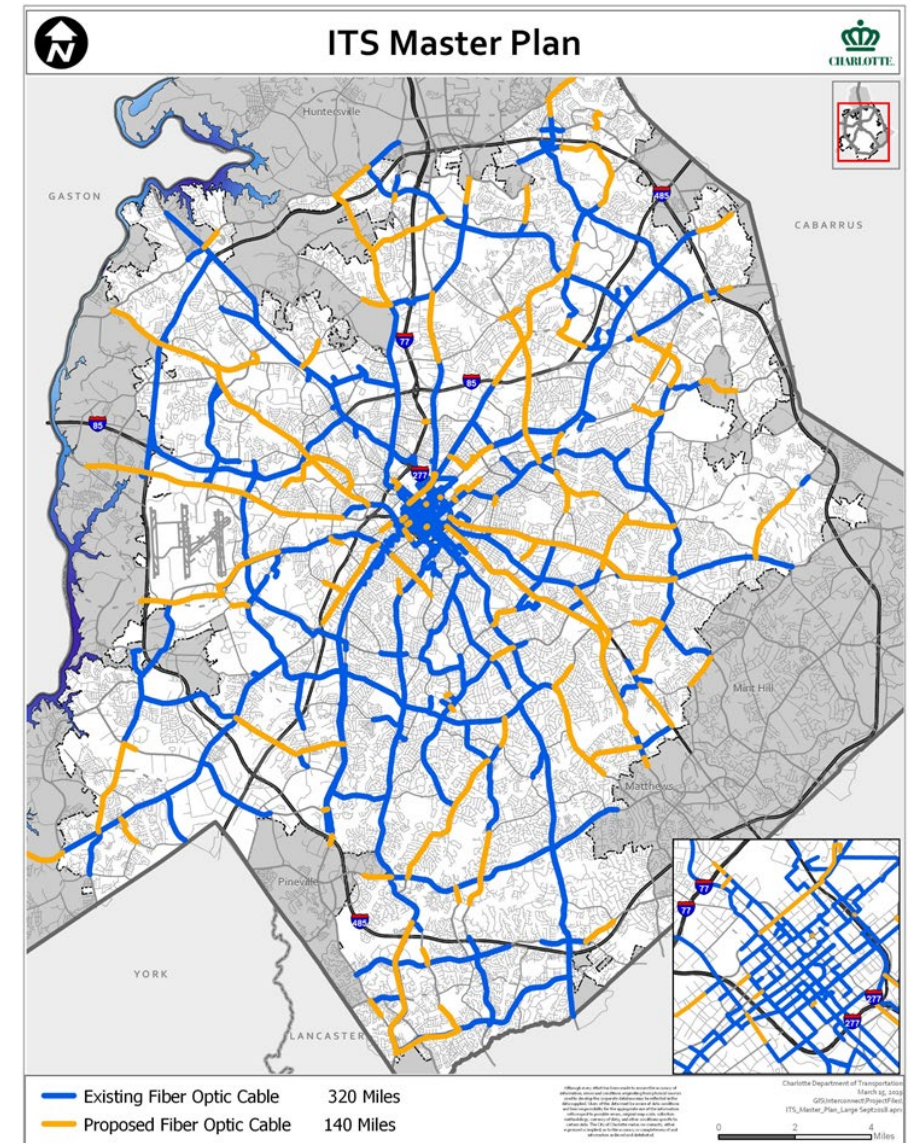 N
ITS Master Plan
CHARLOTTE.
Huntersville
485
GASTON
CABARRUS
77
85
85
277
Mint Hill
Matthews
Pineville
485
YORK
LANCASTER
77
77
277
277
Existing Fiber Optic Cable 320 Miles
Proposed Fiber Optic Cable 140 Miles
Charlotte Department of Transportation
0 2 4
Miles